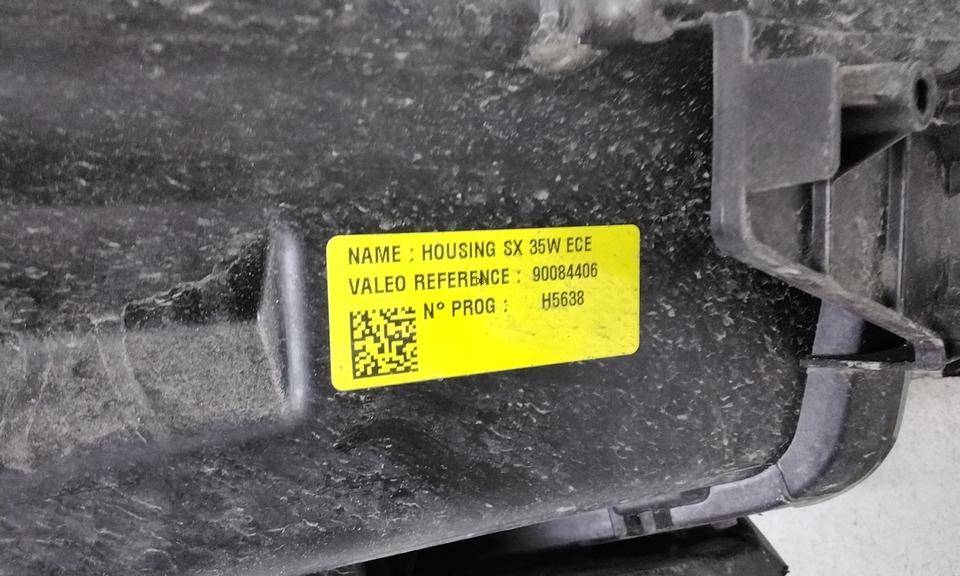 NAME : HOUSING SX 35W ECE
VALEO REFERENCE : 90084406
N° PROG : H5638